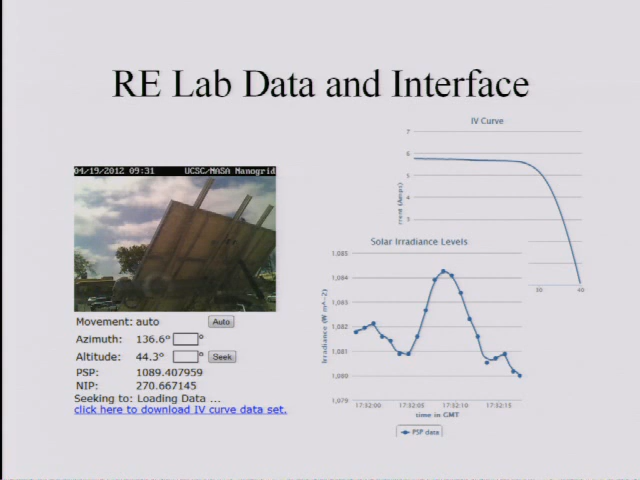 RE Lab Data and Interface
04/19/2012 09:31 UCSC/NASA Nanogrid
Movement: auto Auto
Azimuth: 136.6° °
Altitude: 44.3° ° Seek
PSP: 1089.407959
NIP: 270.667145
Seeking to: Loading Data ...
click here to download IV curve data set.
IV Curve
7
6
5
4
3
30 40
Solar Irradiance Levels
Irradiance (W m^-2)
1,085
1,084
1,083
1,082
1,081
1,080
1,079
17:52:00 17:52:05 17:52:10 17:52:15
time in GMT
PSP data